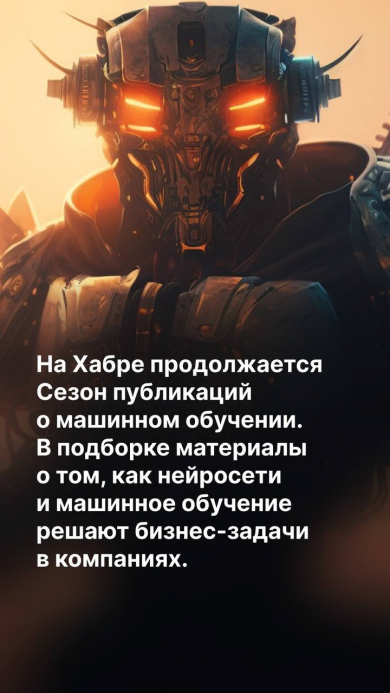 На Хабре продолжается
Сезон публикаций
о машинном обучении.
В подборке материалы
о том, как нейросети
и машинное обучение
решают бизнес-задачи
в компаниях.